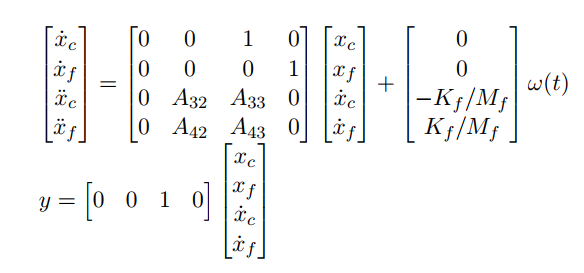 [ẋ_c; ẋ_f; ẍ_c; ẍ_f] = [0 0 1 0; 0 0 0 1; 0 A_32 A_33 0; 0 A_42 A_43 0] [x_c; x_f; ẋ_c; ẋ_f] + [0; 0; −K_f/M_f; K_f/M_f] ω(t)
y = [0 0 1 0] [x_c; x_f; ẋ_c; ẋ_f]